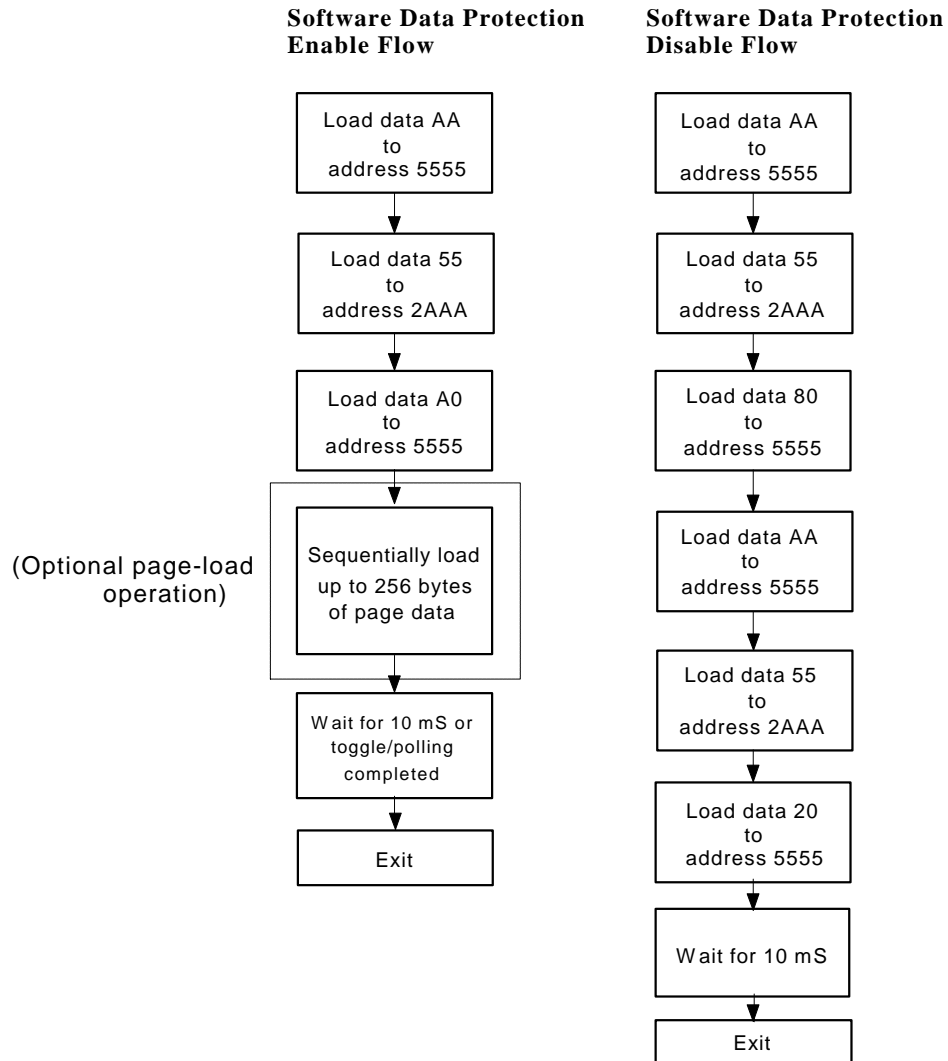 Software Data Protection
Enable Flow
Load data AA
to
address 5555
Load data 55
to
address 2AAA
Load data A0
to
address 5555
(Optional page-load
operation)
Sequentially load
up to 256 bytes
of page data
Wait for 10 mS or
toggle/polling
completed
Exit
Software Data Protection
Disable Flow
Load data AA
to
address 5555
Load data 55
to
address 2AAA
Load data 80
to
address 5555
Load data AA
to
address 5555
Load data 55
to
address 2AAA
Load data 20
to
address 5555
Wait for 10 mS
Exit